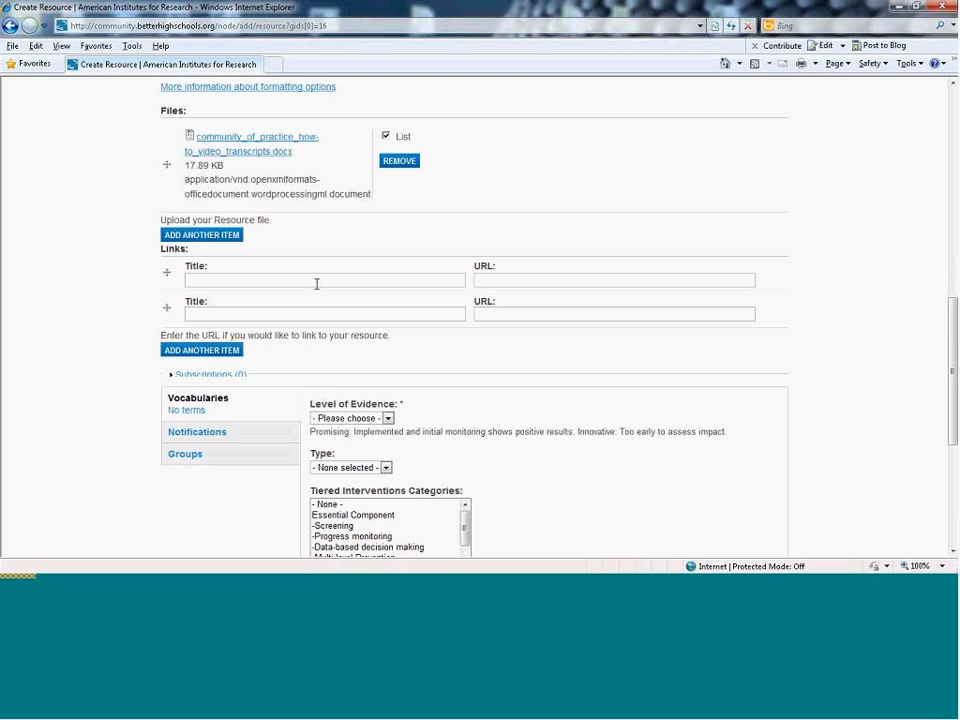 Create Resource | American Institutes for Research - Windows Internet Explorer
http://community.betterhighschools.org/node/add/resource?gids[0]=16
Bing
File Edit View Favorites Tools Help
x Contribute Edit Post to Blog
Favorites Create Resource | American Institutes for Research
Page Safety Tools
More information about formatting options
Files:
community_of_practice_how-
to_video_transcripts.docx
17.89 KB
application/vnd.openxmlformats-
officedocument.wordprocessingml.document
List
REMOVE
Upload your Resource file.
ADD ANOTHER ITEM
Links:
Title: URL:
Title: URL:
Enter the URL if you would like to link to your resource.
ADD ANOTHER ITEM
Subscriptions (0)
Vocabularies
No terms
Notifications
Groups
Level of Evidence: *
- Please choose -
Promising: Implemented and initial monitoring shows positive results. Innovative: Too early to assess impact.
Type:
- None selected -
Tiered Interventions Categories:
- None -
Essential Component
-Screening
-Progress monitoring
-Data-based decision making
-Multi-level Prevention
Internet | Protected Mode: Off
100%